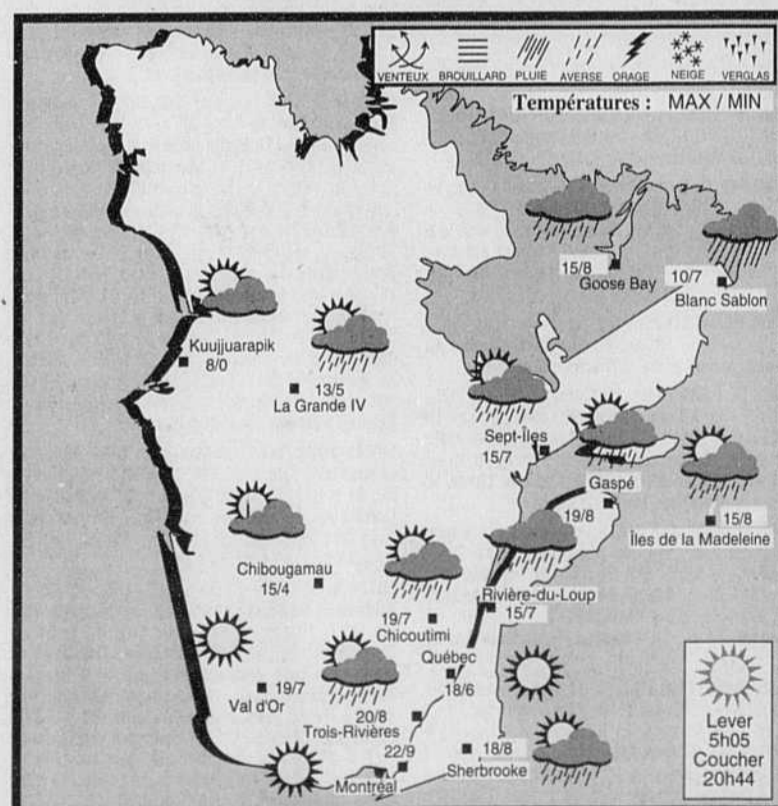 VENTEUX BROUILLARD PLUIE AVERSE ORAGE NEIGE VERGLAS
Températures : MAX / MIN
15/8
Goose Bay
10/7
Blanc Sablon
Kuujjuarapik
8/0
13/5
La Grande IV
Sept-Îles
15/7
Gaspé
19/8
15/8
Îles de la Madeleine
Chibougamau
15/4
19/7
Chicoutimi
Rivière-du-Loup
15/7
Québec
18/6
19/7
Val d'Or
20/8
Trois-Rivières
22/9
Montréal
18/8
Sherbrooke
Lever
5h05
Coucher
20h44